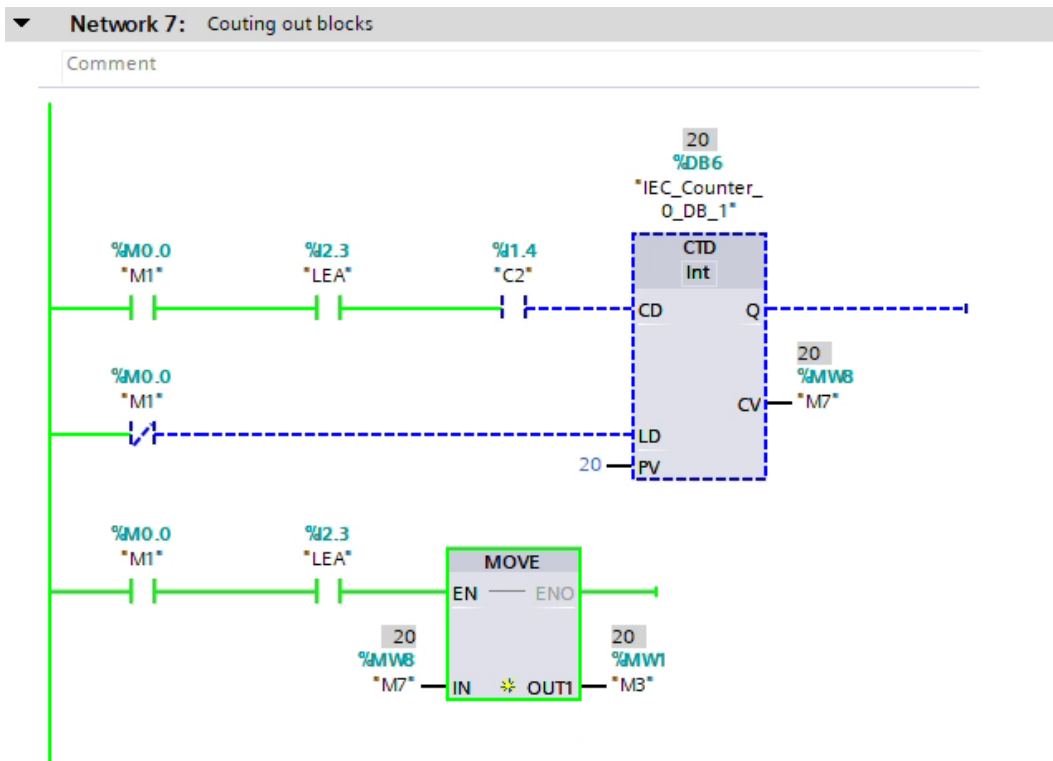 Network 7: Couting out blocks
Comment
20
%DB6
"IEC_Counter_
0_DB_1"
%M0.0
"M1"
%I2.3
"LEA"
%I1.4
"C2"
CTD
Int
CD
Q
20
%MW8
"M7"
CV
%M0.0
"M1"
LD
20
PV
%M0.0
"M1"
%I2.3
"LEA"
MOVE
EN
ENO
20
%MW8
"M7"
IN
OUT1
20
%MW1
"M3"